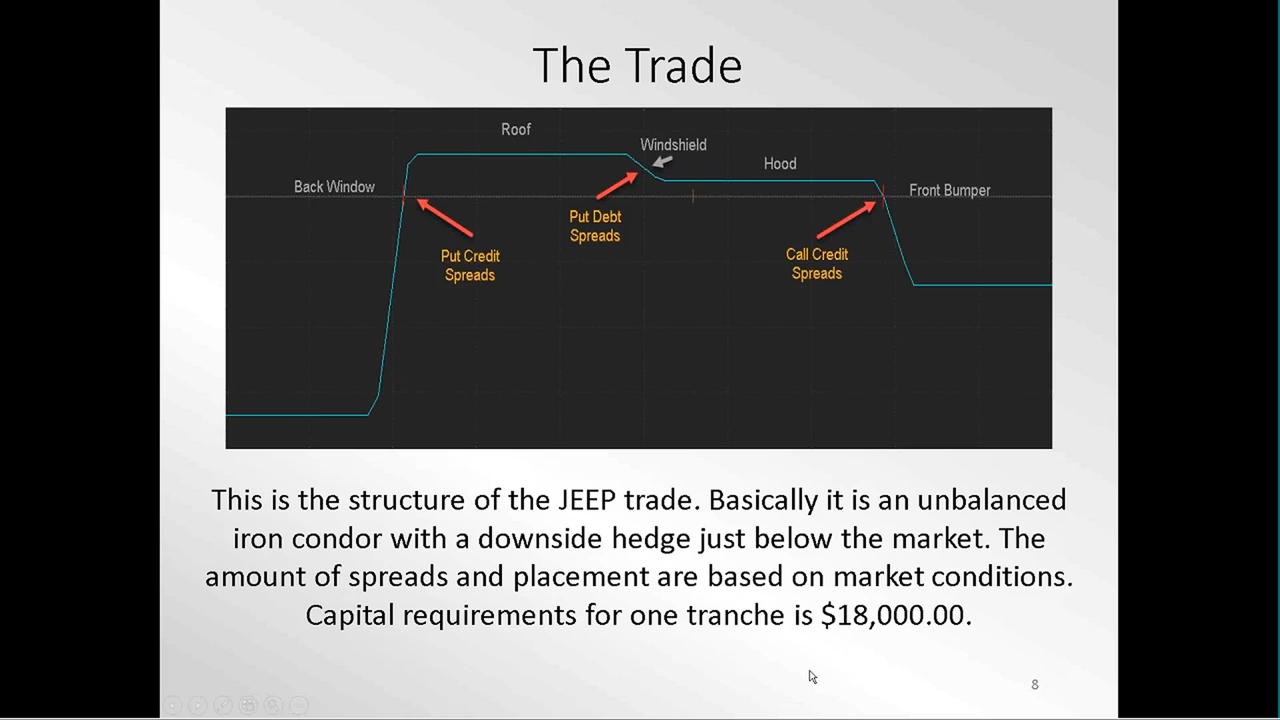 The Trade
Roof
Windshield
Hood
Back Window
Front Bumper
Put Debt
Spreads
Put Credit
Spreads
Call Credit
Spreads
This is the structure of the JEEP trade. Basically it is an unbalanced
iron condor with a downside hedge just below the market. The
amount of spreads and placement are based on market conditions.
Capital requirements for one tranche is $18,000.00.
8